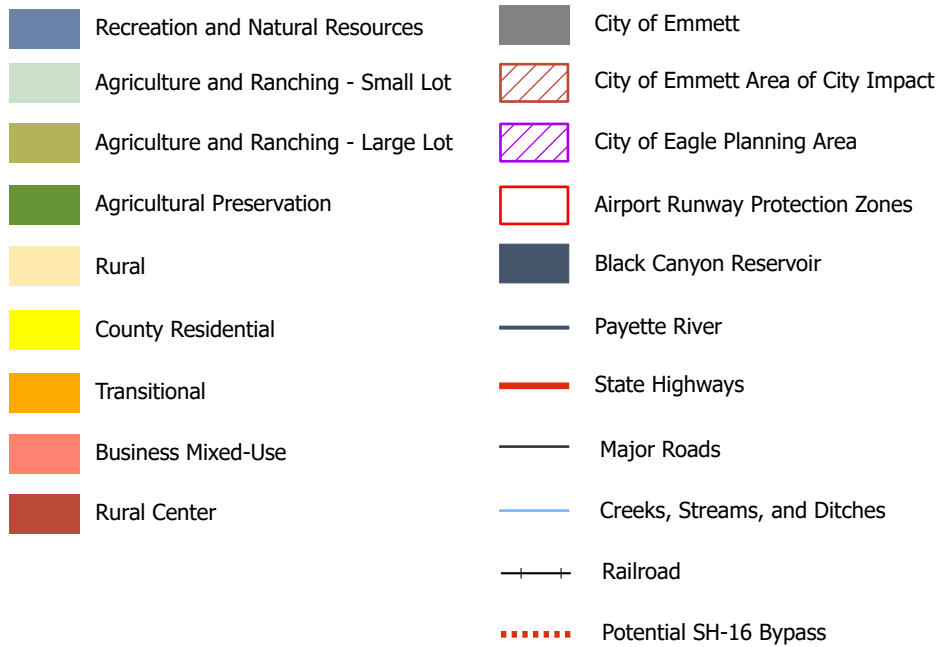 Recreation and Natural Resources
Agriculture and Ranching - Small Lot
Agriculture and Ranching - Large Lot
Agricultural Preservation
Rural
County Residential
Transitional
Business Mixed-Use
Rural Center
City of Emmett
City of Emmett Area of City Impact
City of Eagle Planning Area
Airport Runway Protection Zones
Black Canyon Reservoir
Payette River
State Highways
Major Roads
Creeks, Streams, and Ditches
Railroad
Potential SH-16 Bypass